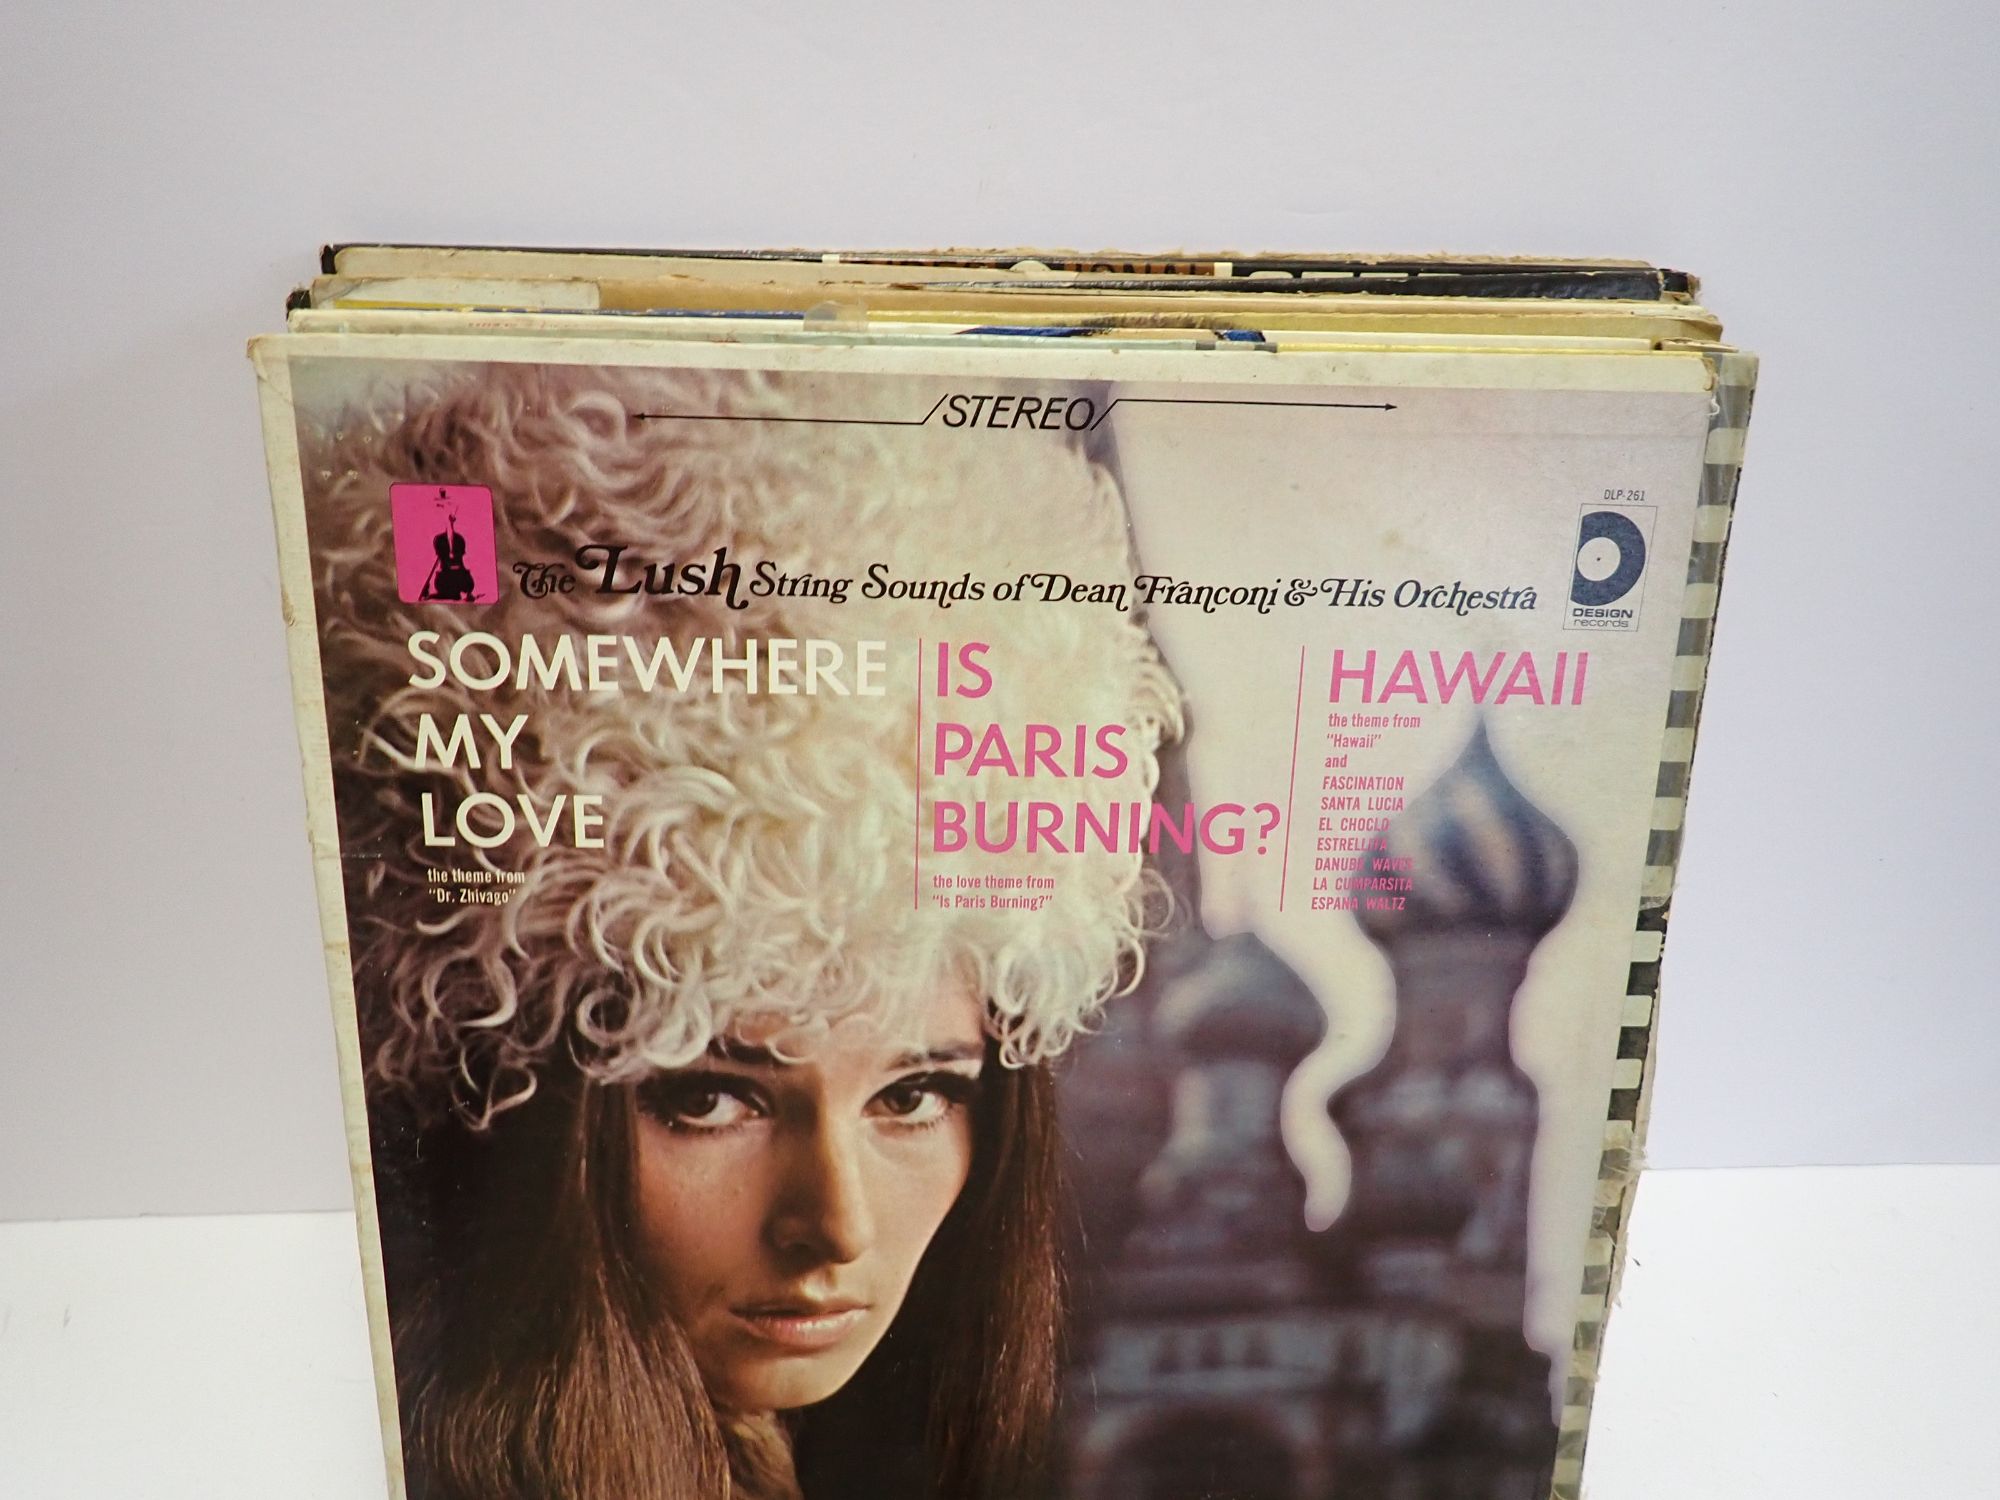 STEREO
DLP-261
DESIGN
records
The Lush String Sounds of Dean Franconi & His Orchestra
SOMEWHERE
MY
LOVE
the theme from
"Dr. Zhivago"
IS
PARIS
BURNING?
the love theme from
"Is Paris Burning?"
HAWAII
the theme from
"Hawaii"
and
FASCINATION
SANTA LUCIA
EL CHOCLO
ESTRELLITA
DANUBE WAVES
LA CUMPARSITA
ESPANA WALTZ